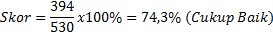 Skor = 394/530 x100% = 74,3% (Cukup Baik)